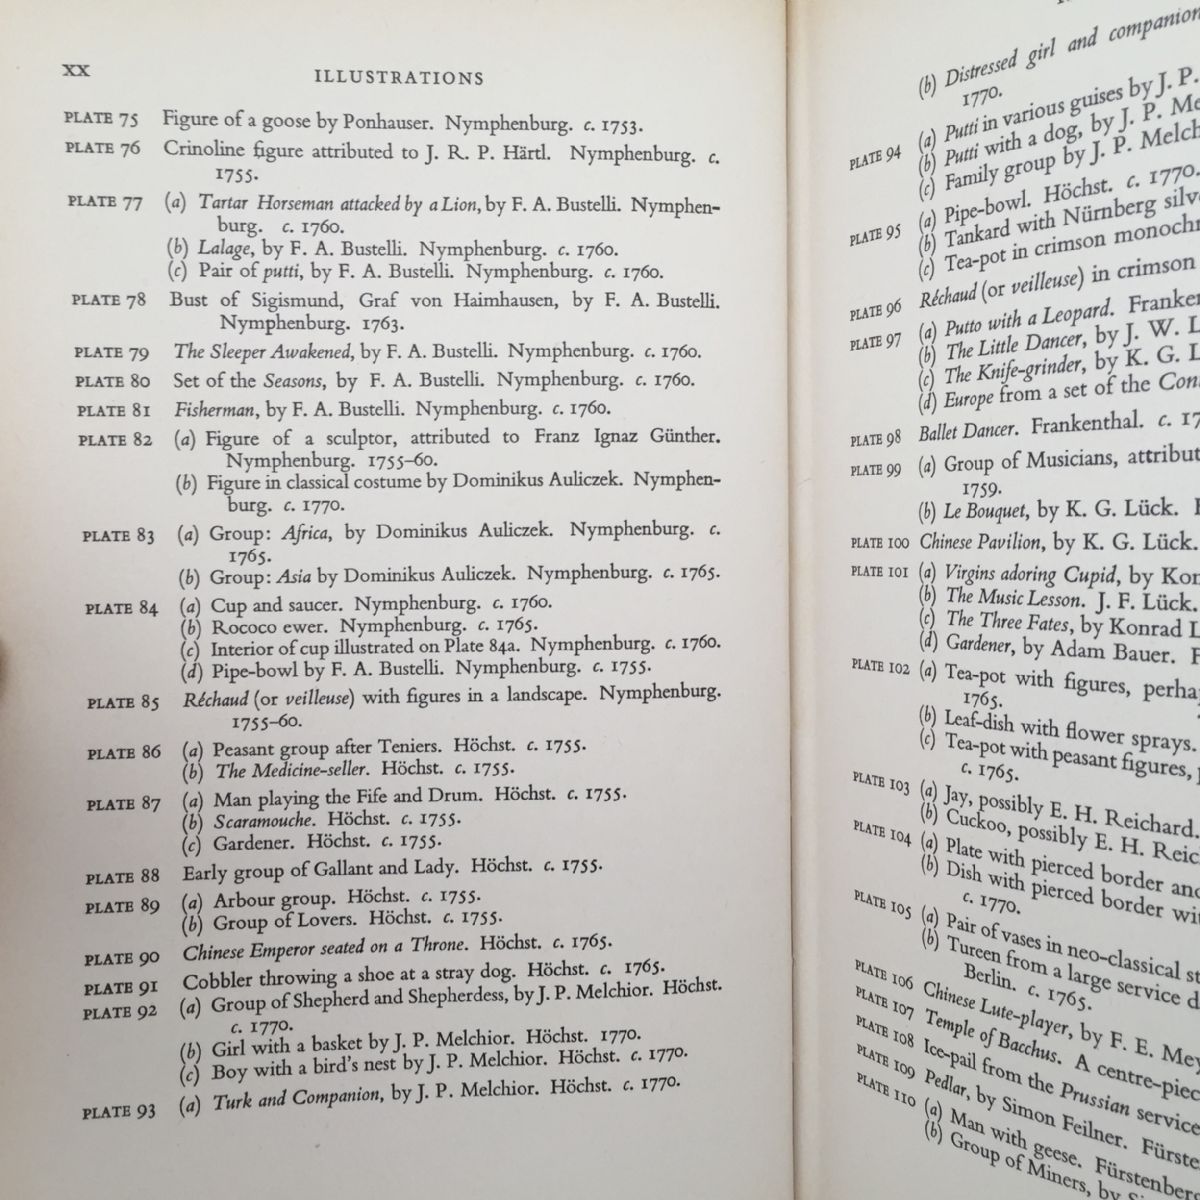 XX
ILLUSTRATIONS
PLATE 75 Figure of a goose by Ponhauser. Nymphenburg. c. 1753.
PLATE 76 Crinoline figure attributed to J. R. P. Härtl. Nymphenburg. c.
1755.
PLATE 77 (a) Tartar Horseman attacked by a Lion, by F. A. Bustelli. Nymphen-
burg. c. 1760.
(b) Lalage, by F. A. Bustelli. Nymphenburg. c. 1760.
(c) Pair of putti, by F. A. Bustelli. Nymphenburg. c. 1760.
PLATE 78 Bust of Sigismund, Graf von Haimhausen, by F. A. Bustelli.
Nymphenburg. 1763.
PLATE 79 The Sleeper Awakened, by F. A. Bustelli. Nymphenburg. c. 1760.
PLATE 80 Set of the Seasons, by F. A. Bustelli. Nymphenburg. c. 1760.
PLATE 81 Fisherman, by F. A. Bustelli. Nymphenburg. c. 1760.
PLATE 82 (a) Figure of a sculptor, attributed to Franz Ignaz Günther.
Nymphenburg. 1755–60.
(b) Figure in classical costume by Dominikus Auliczek. Nymphen-
burg. c. 1770.
PLATE 83 (a) Group: Africa, by Dominikus Auliczek. Nymphenburg. c.
1765.
(b) Group: Asia by Dominikus Auliczek. Nymphenburg. c. 1765.
PLATE 84 (a) Cup and saucer. Nymphenburg. c. 1760.
(b) Rococo ewer. Nymphenburg. c. 1765.
(c) Interior of cup illustrated on Plate 84a. Nymphenburg. c. 1760.
(d) Pipe-bowl by F. A. Bustelli. Nymphenburg. c. 1755.
PLATE 85 Réchaud (or veilleuse) with figures in a landscape. Nymphenburg.
1755–60.
PLATE 86 (a) Peasant group after Teniers. Höchst. c. 1755.
(b) The Medicine-seller. Höchst. c. 1755.
PLATE 87 (a) Man playing the Fife and Drum. Höchst. c. 1755.
(b) Scaramouche. Höchst. c. 1755.
(c) Gardener. Höchst. c. 1755.
PLATE 88 Early group of Gallant and Lady. Höchst. c. 1755.
PLATE 89 (a) Arbour group. Höchst. c. 1755.
(b) Group of Lovers. Höchst. c. 1755.
PLATE 90 Chinese Emperor seated on a Throne. Höchst. c. 1765.
PLATE 91 Cobbler throwing a shoe at a stray dog. Höchst. c. 1765.
PLATE 92 (a) Group of Shepherd and Shepherdess, by J. P. Melchior. Höchst.
c. 1770.
(b) Girl with a basket by J. P. Melchior. Höchst. 1770.
(c) Boy with a bird's nest by J. P. Melchior. Höchst. c. 1770.
PLATE 93 (a) Turk and Companion, by J. P. Melchior. Höchst. c. 1770.
(b) Distressed girl and companion
1770.
PLATE 94 (a) Putti in various guises by J. P.
(b) Putti with a dog, by J. P. Me
(c) Family group by J. P. Melch
PLATE 95 (a) Pipe-bowl. Höchst. c. 1770.
(b) Tankard with Nürnberg silv
(c) Tea-pot in crimson monochr
PLATE 96 Réchaud (or veilleuse) in crimson
PLATE 97 (a) Putto with a Leopard. Franken
(b) The Little Dancer, by J. W. L
(c) The Knife-grinder, by K. G. L
(d) Europe from a set of the Con
PLATE 98 Ballet Dancer. Frankenthal. c. 17
PLATE 99 (a) Group of Musicians, attribut
1759.
(b) Le Bouquet, by K. G. Lück.
PLATE 100 Chinese Pavilion, by K. G. Lück.
PLATE 101 (a) Virgins adoring Cupid, by Kon
(b) The Music Lesson. J. F. Lück.
(c) The Three Fates, by Konrad L
(d) Gardener, by Adam Bauer. F
PLATE 102 (a) Tea-pot with figures, perha
1765.
(b) Leaf-dish with flower sprays.
(c) Tea-pot with peasant figures,
c. 1765.
PLATE 103 (a) Jay, possibly E. H. Reichard.
(b) Cuckoo, possibly E. H. Reic
PLATE 104 (a) Plate with pierced border and
(b) Dish with pierced border wi
c. 1770.
PLATE 105 (a) Pair of vases in neo-classical st
(b) Tureen from a large service d
Berlin. c. 1765.
PLATE 106 Chinese Lute-player, by F. E. Mey
PLATE 107 Temple of Bacchus. A centre-piec
PLATE 108 Ice-pail from the Prussian service
PLATE 109 Pedlar, by Simon Feilner. Fürste
PLATE 110 (a) Man with geese. Fürstenberg
(b) Group of Miners, by